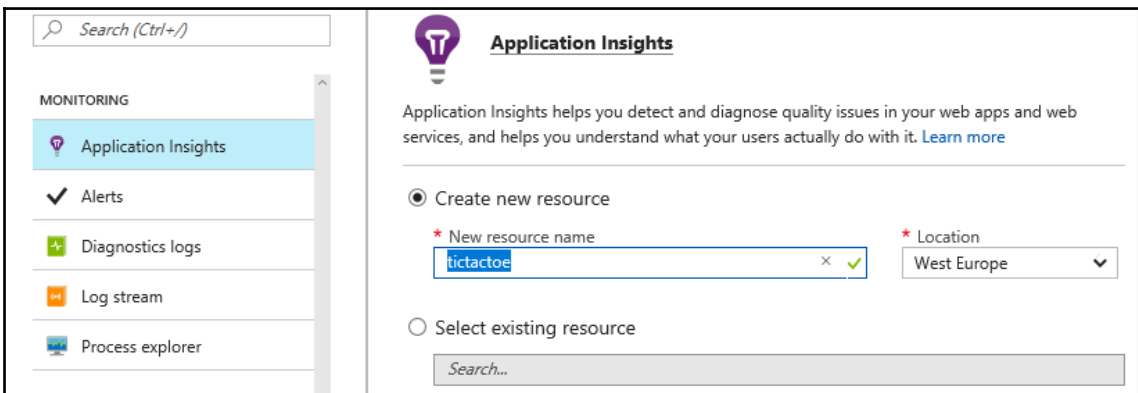 Search (Ctrl+/)
MONITORING
Application Insights
Alerts
Diagnostics logs
Log stream
Process explorer
Application Insights
Application Insights helps you detect and diagnose quality issues in your web apps and web
services, and helps you understand what your users actually do with it. Learn more
Create new resource
* New resource name
tictactoe
* Location
West Europe
Select existing resource
Search...